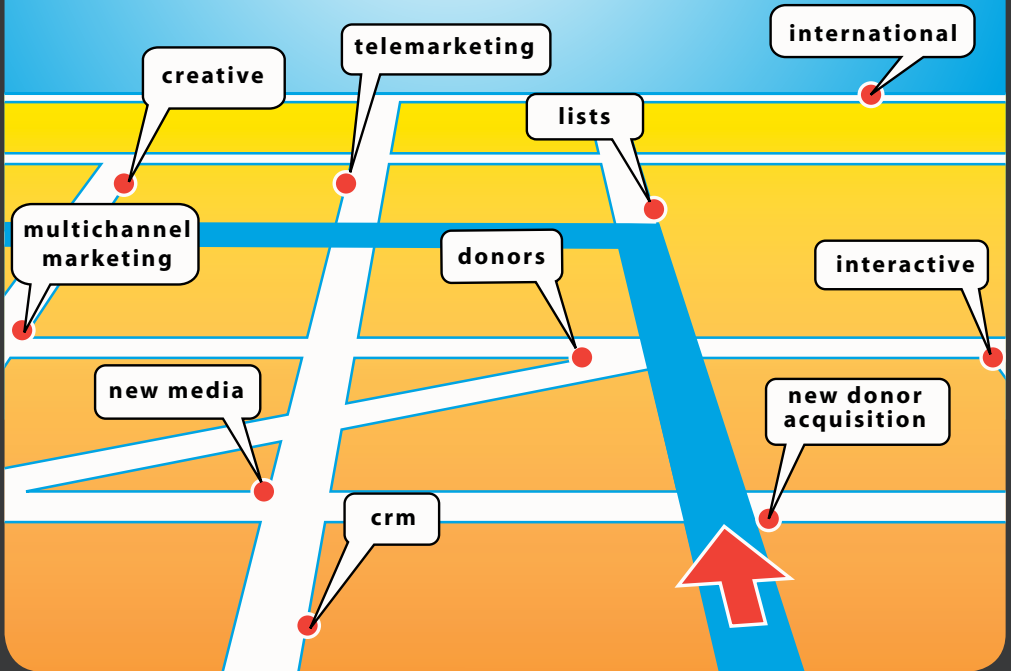 international
telemarketing
creative
lists
multichannel
marketing
donors
interactive
new media
new donor
acquisition
crm